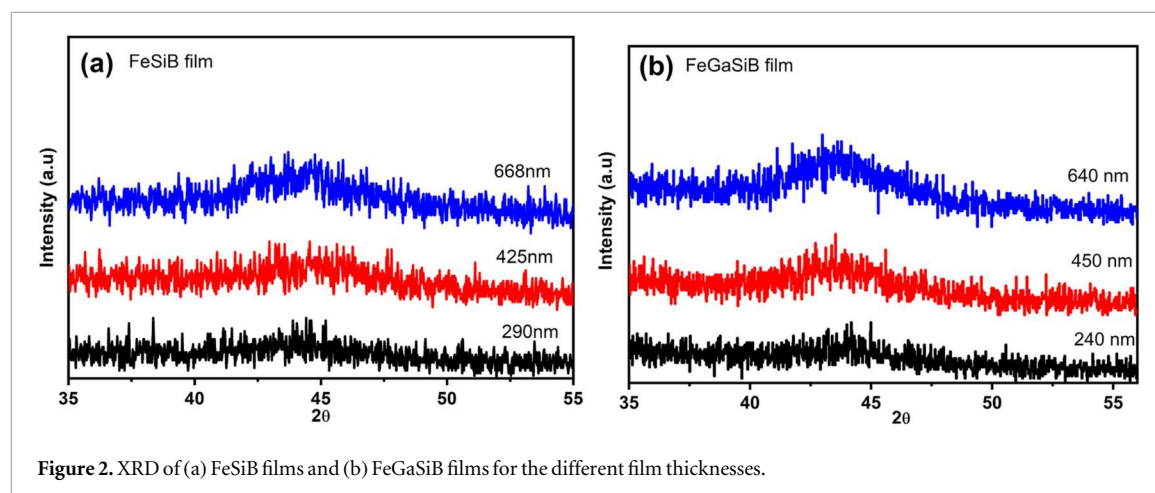 (a) FeSiB film
Intensity (a.u)
668nm
425nm
290nm
35 40 45 50 55
2θ
(b) FeGaSiB film
Intensity (a.u)
640 nm
450 nm
240 nm
35 40 45 50 55
2θ
Figure 2. XRD of (a) FeSiB films and (b) FeGaSiB films for the different film thicknesses.